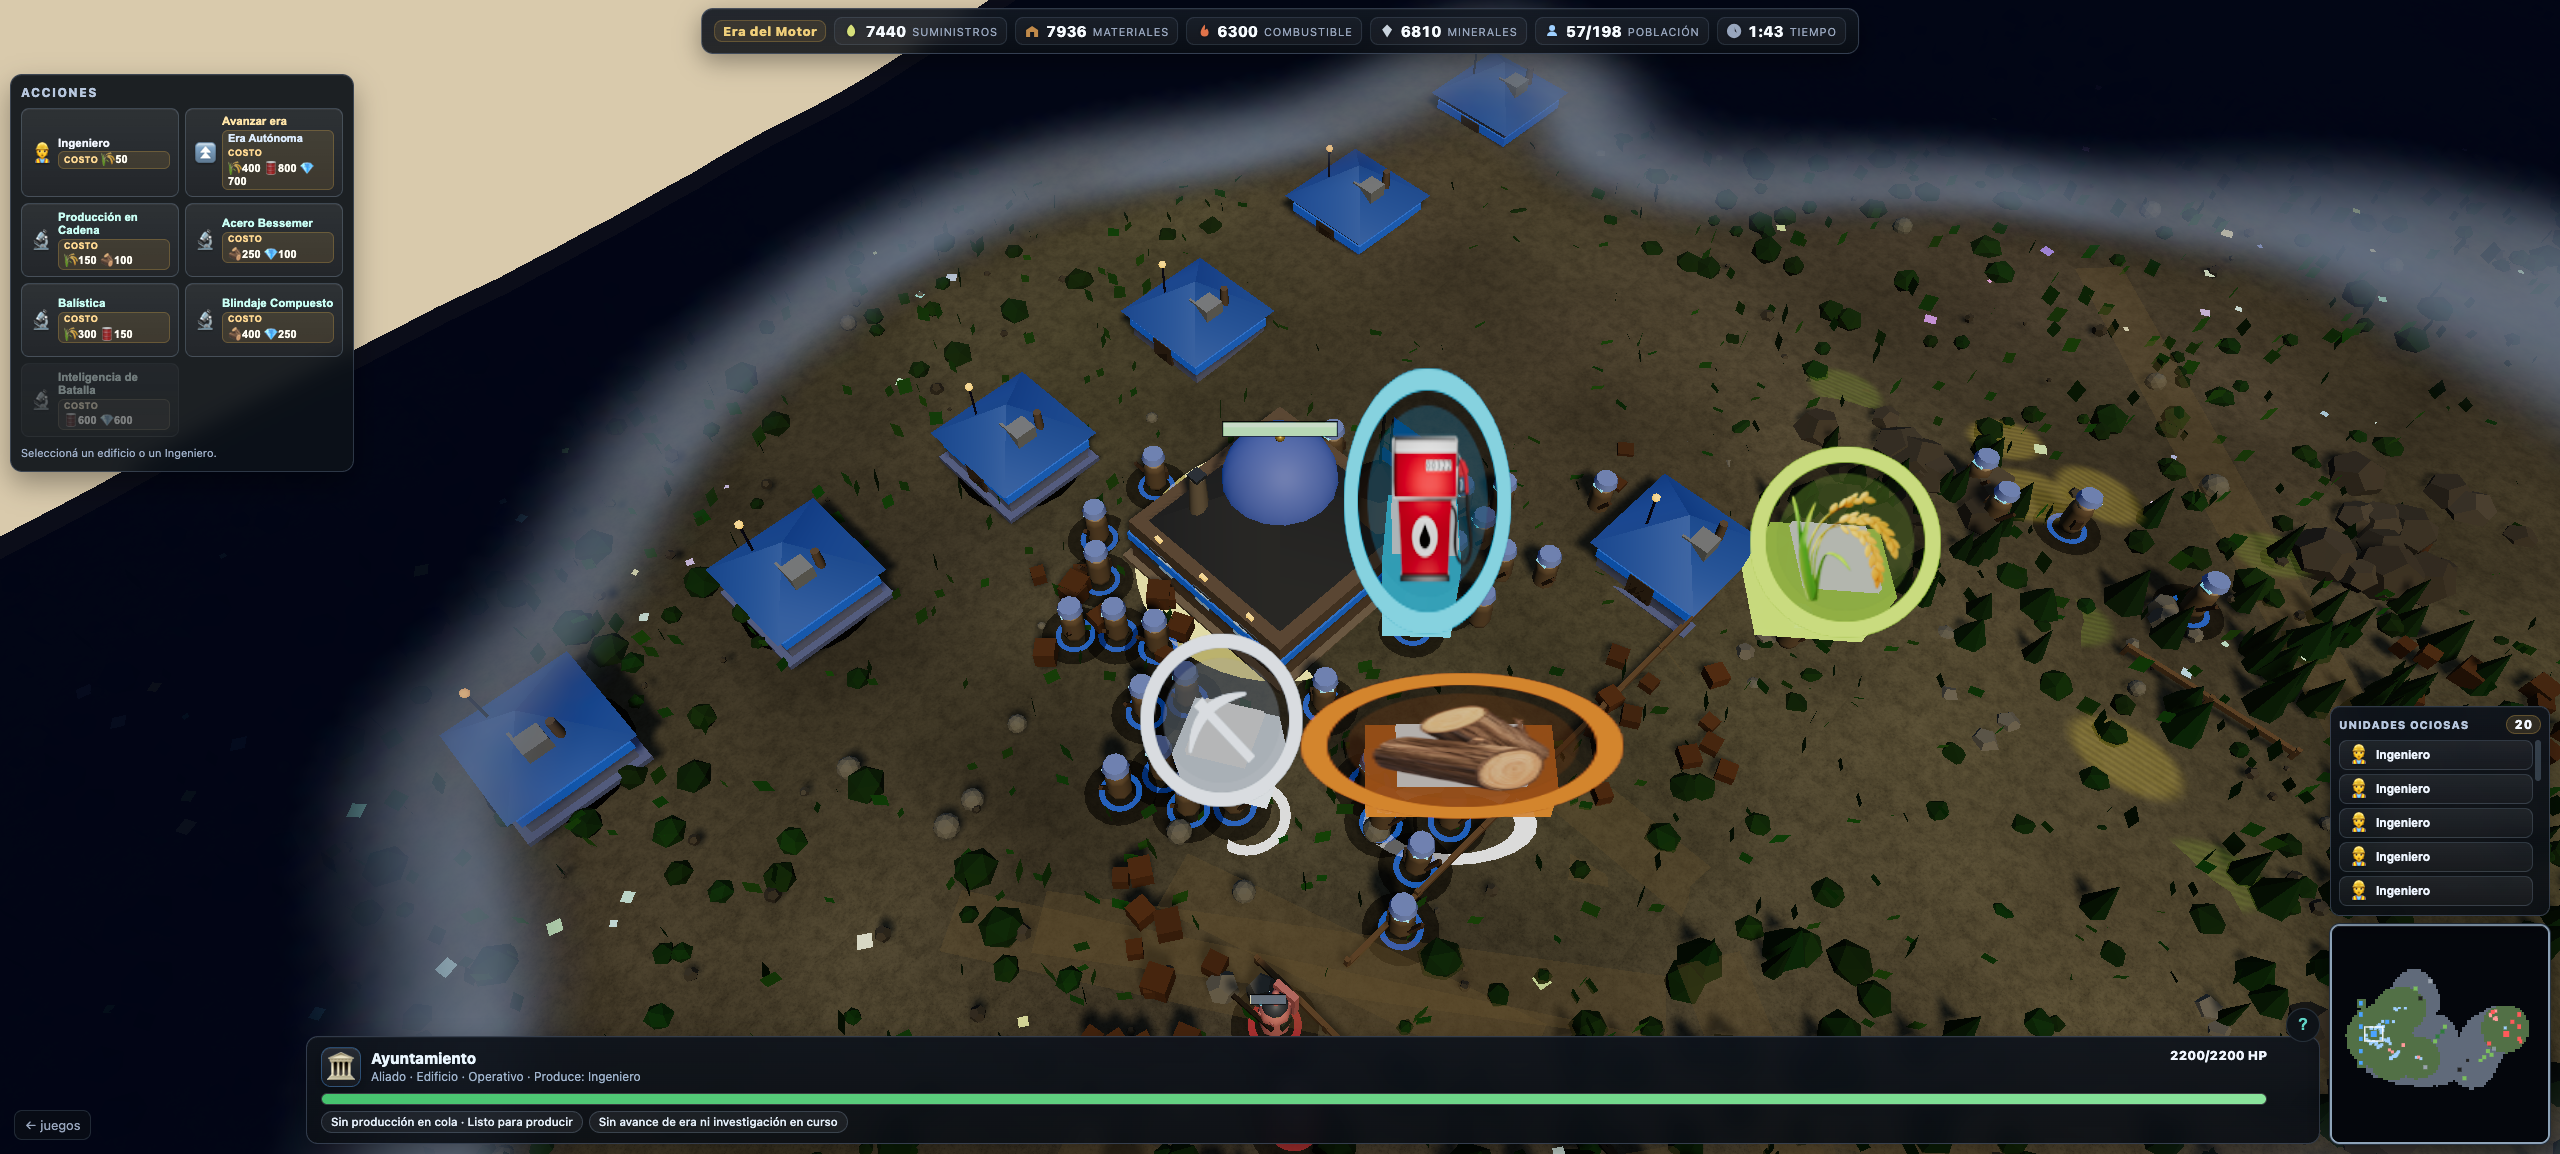 Era del Motor 7440 SUMINISTROS 7936 MATERIALES 6300 COMBUSTIBLE 6810 MINERALES 57/198 POBLACIÓN 1:43 TIEMPO
ACCIONES
Ingeniero
COSTO 50
Avanzar era
Era Autónoma
COSTO
400 800
700
Producción en
Cadena
COSTO
150 100
Acero Bessemer
COSTO
250 100
Balística
COSTO
300 150
Blindaje Compuesto
COSTO
400 250
Inteligencia de
Batalla
COSTO
600 600
Seleccioná un edificio o un Ingeniero.
UNIDADES OCIOSAS 20
Ingeniero
Ingeniero
Ingeniero
Ingeniero
Ingeniero
?
Ayuntamiento
2200/2200 HP
Aliado · Edificio · Operativo · Produce: Ingeniero
Sin producción en cola · Listo para producir
Sin avance de era ni investigación en curso
← juegos